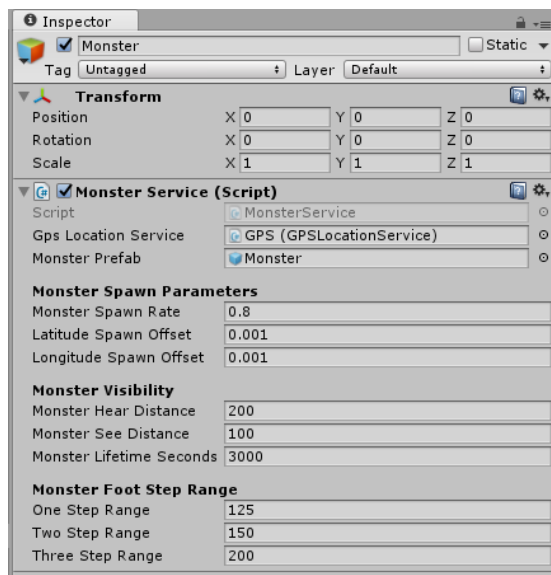 Inspector
Monster Static
Tag Untagged Layer Default
Transform
Position X 0 Y 0 Z 0
Rotation X 0 Y 0 Z 0
Scale X 1 Y 1 Z 1
Monster Service (Script)
Script MonsterService
Gps Location Service GPS (GPSLocationService)
Monster Prefab Monster
Monster Spawn Parameters
Monster Spawn Rate 0.8
Latitude Spawn Offset 0.001
Longitude Spawn Offset 0.001
Monster Visibility
Monster Hear Distance 200
Monster See Distance 100
Monster Lifetime Seconds 3000
Monster Foot Step Range
One Step Range 125
Two Step Range 150
Three Step Range 200